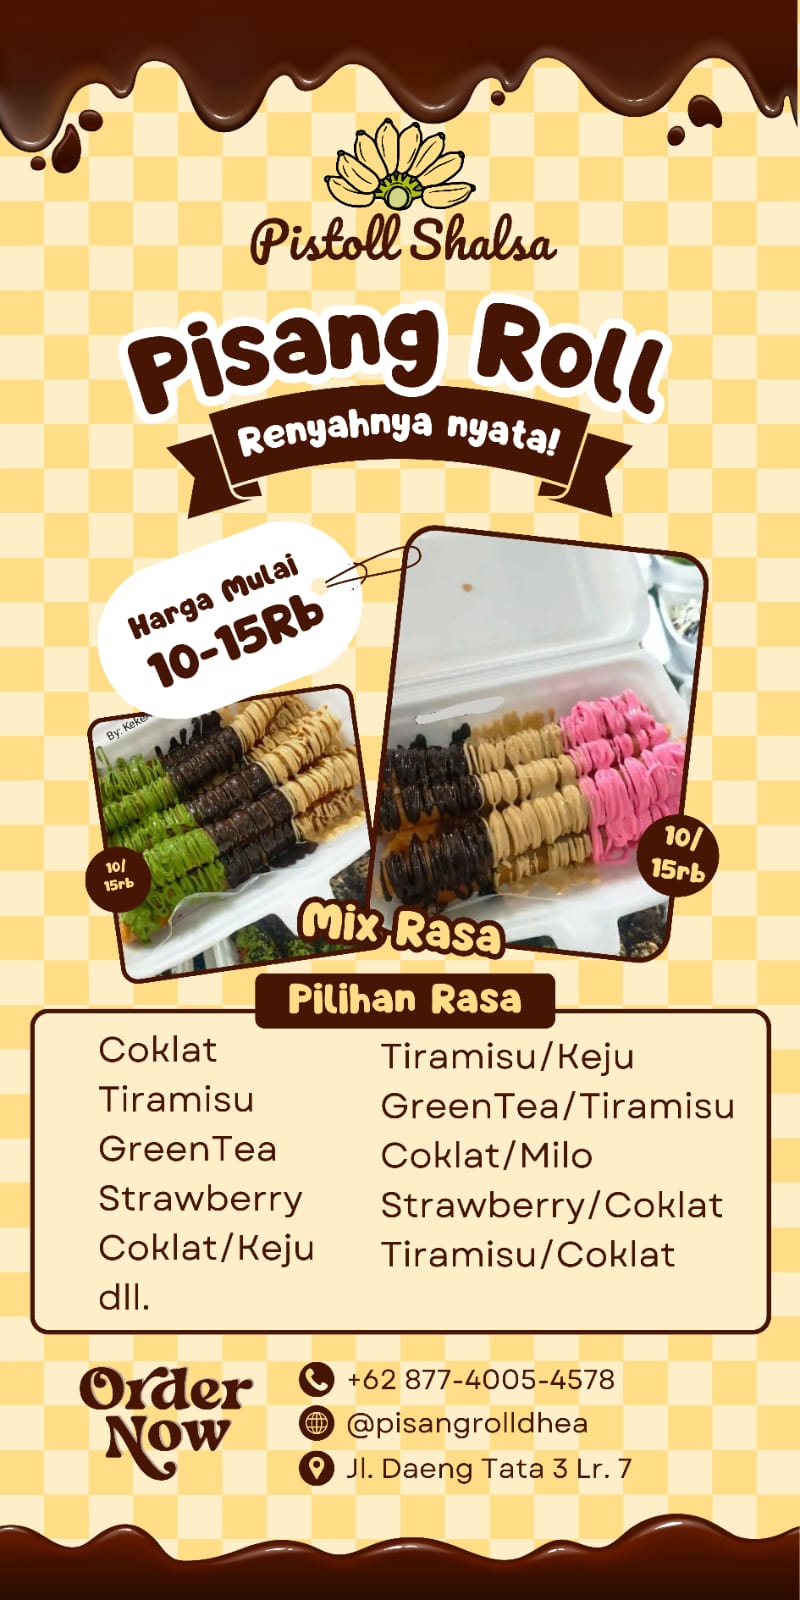 Pistoll Shalsa
Pisang Roll
Renyahnya nyata!
Harga Mulai
10-15Rb
By:
10/
15rb
10/
15rb
Mix Rasa
Pilihan Rasa
Coklat
Tiramisu
GreenTea
Strawberry
Coklat/Keju
dll.
Tiramisu/Keju
GreenTea/Tiramisu
Coklat/Milo
Strawberry/Coklat
Tiramisu/Coklat
Order
Now
+62 877-4005-4578
@pisangrolldhea
Jl. Daeng Tata 3 Lr. 7